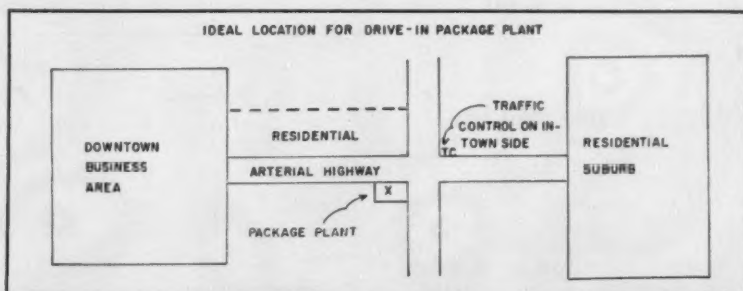 IDEAL LOCATION FOR DRIVE-IN PACKAGE PLANT
DOWNTOWN
BUSINESS
AREA
RESIDENTIAL
ARTERIAL HIGHWAY
X
PACKAGE PLANT
TRAFFIC
CONTROL ON IN-
TOWN SIDE
TC
RESIDENTIAL
SUBURB